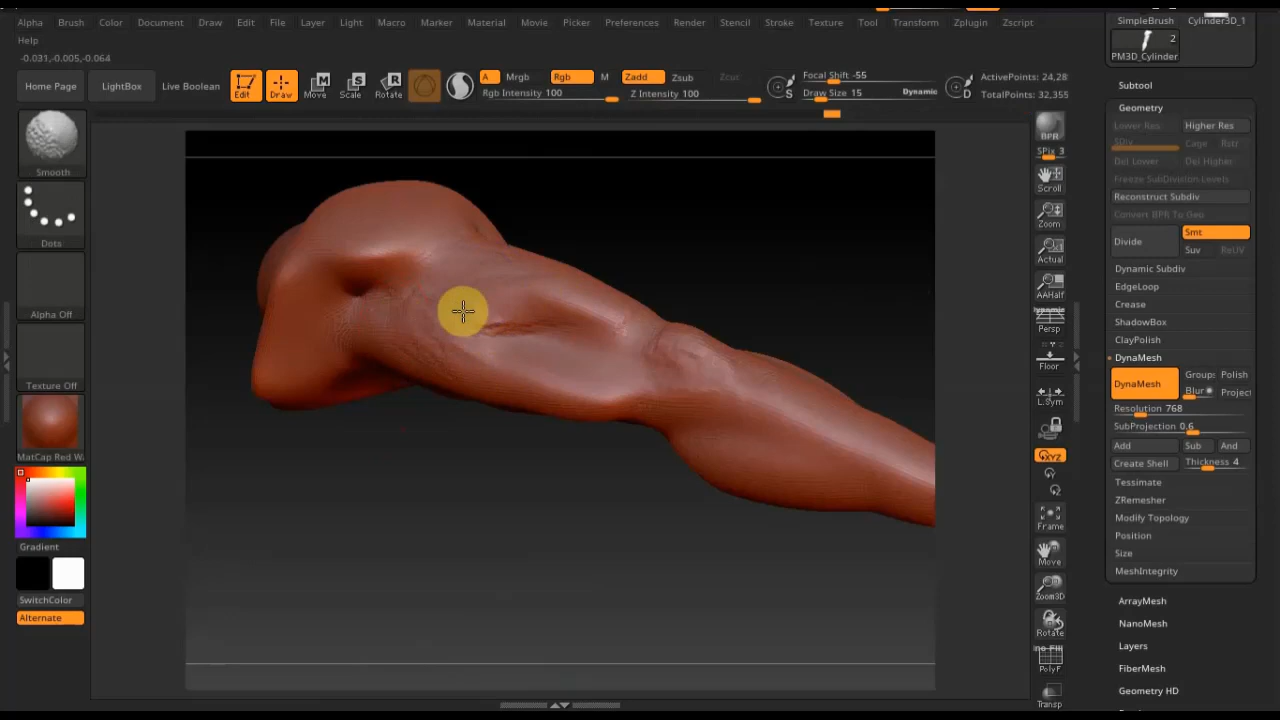 Alpha Brush Color Document Draw Edit File Layer Light Macro Marker Material Movie Picker Preferences Render Stencil Stroke Texture Tool Transform Zplugin Zscript
Help
-0.031,-0.005,-0.064
Home Page LightBox Live Boolean Edit Draw Move Scale Rotate
A Mrgb Rgb M Zadd Zsub Zcut
Rgb Intensity 100 Z Intensity 100
S Focal Shift -55
Draw Size 15 Dynamic D
ActivePoints: 24,28
TotalPoints: 32,355
Smooth
Dots
Alpha Off
Texture Off
MatCap Red W
Gradient
SwitchColor
Alternate
BPR
SPix 3
Scroll
Zoom
Actual
AAHalf
Dynamic
Persp
Floor
L.Sym
XYZ
Y
Z
Frame
Move
Zoom3D
Rotate
PolyF
Transp
SimpleBrush Cylinder3D_1
2
PM3D_Cylinder
Subtool
Geometry
Lower Res Higher Res
SDiv Cage Rstr
Del Lower Del Higher
Freeze SubDivision Levels
Reconstruct Subdiv
Convert BPR To Geo
Divide Smt
Suv ReUV
Dynamic Subdiv
EdgeLoop
Crease
ShadowBox
ClayPolish
DynaMesh
DynaMesh Groups Polish
Blur Project
Resolution 768
SubProjection 0.6
Add Sub And
Create Shell Thickness 4
Tessimate
ZRemesher
Modify Topology
Position
Size
MeshIntegrity
ArrayMesh
NanoMesh
Layers
FiberMesh
Geometry HD